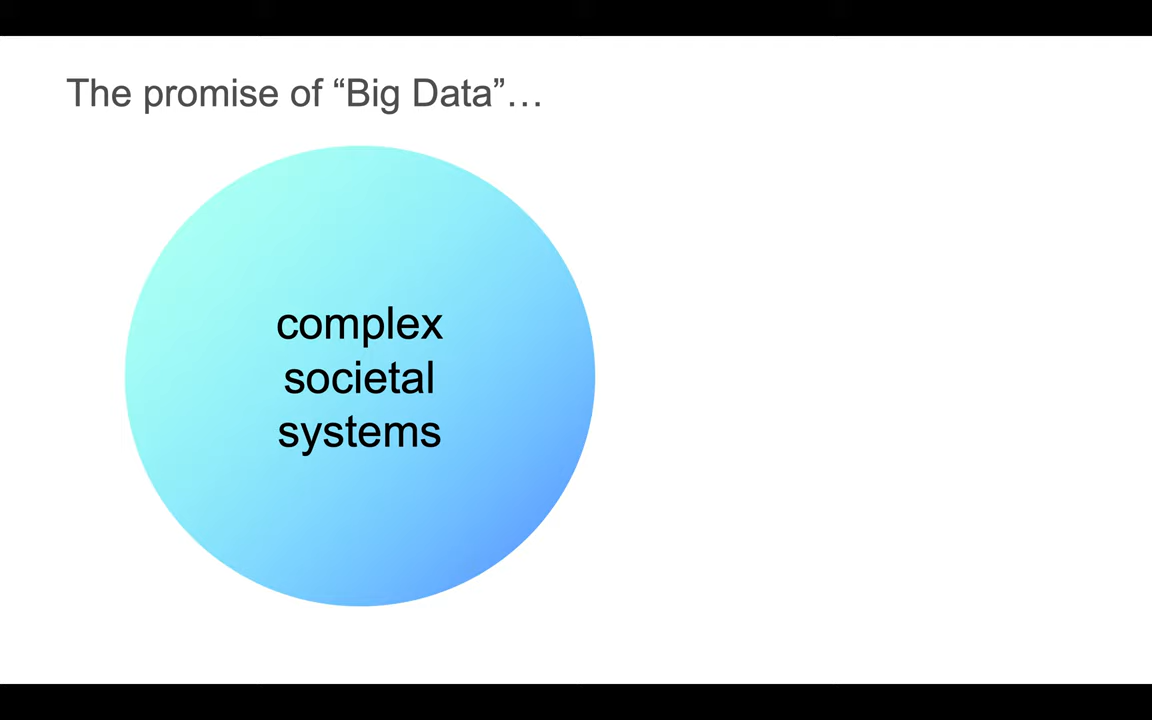 The promise of “Big Data”…
complex
societal
systems